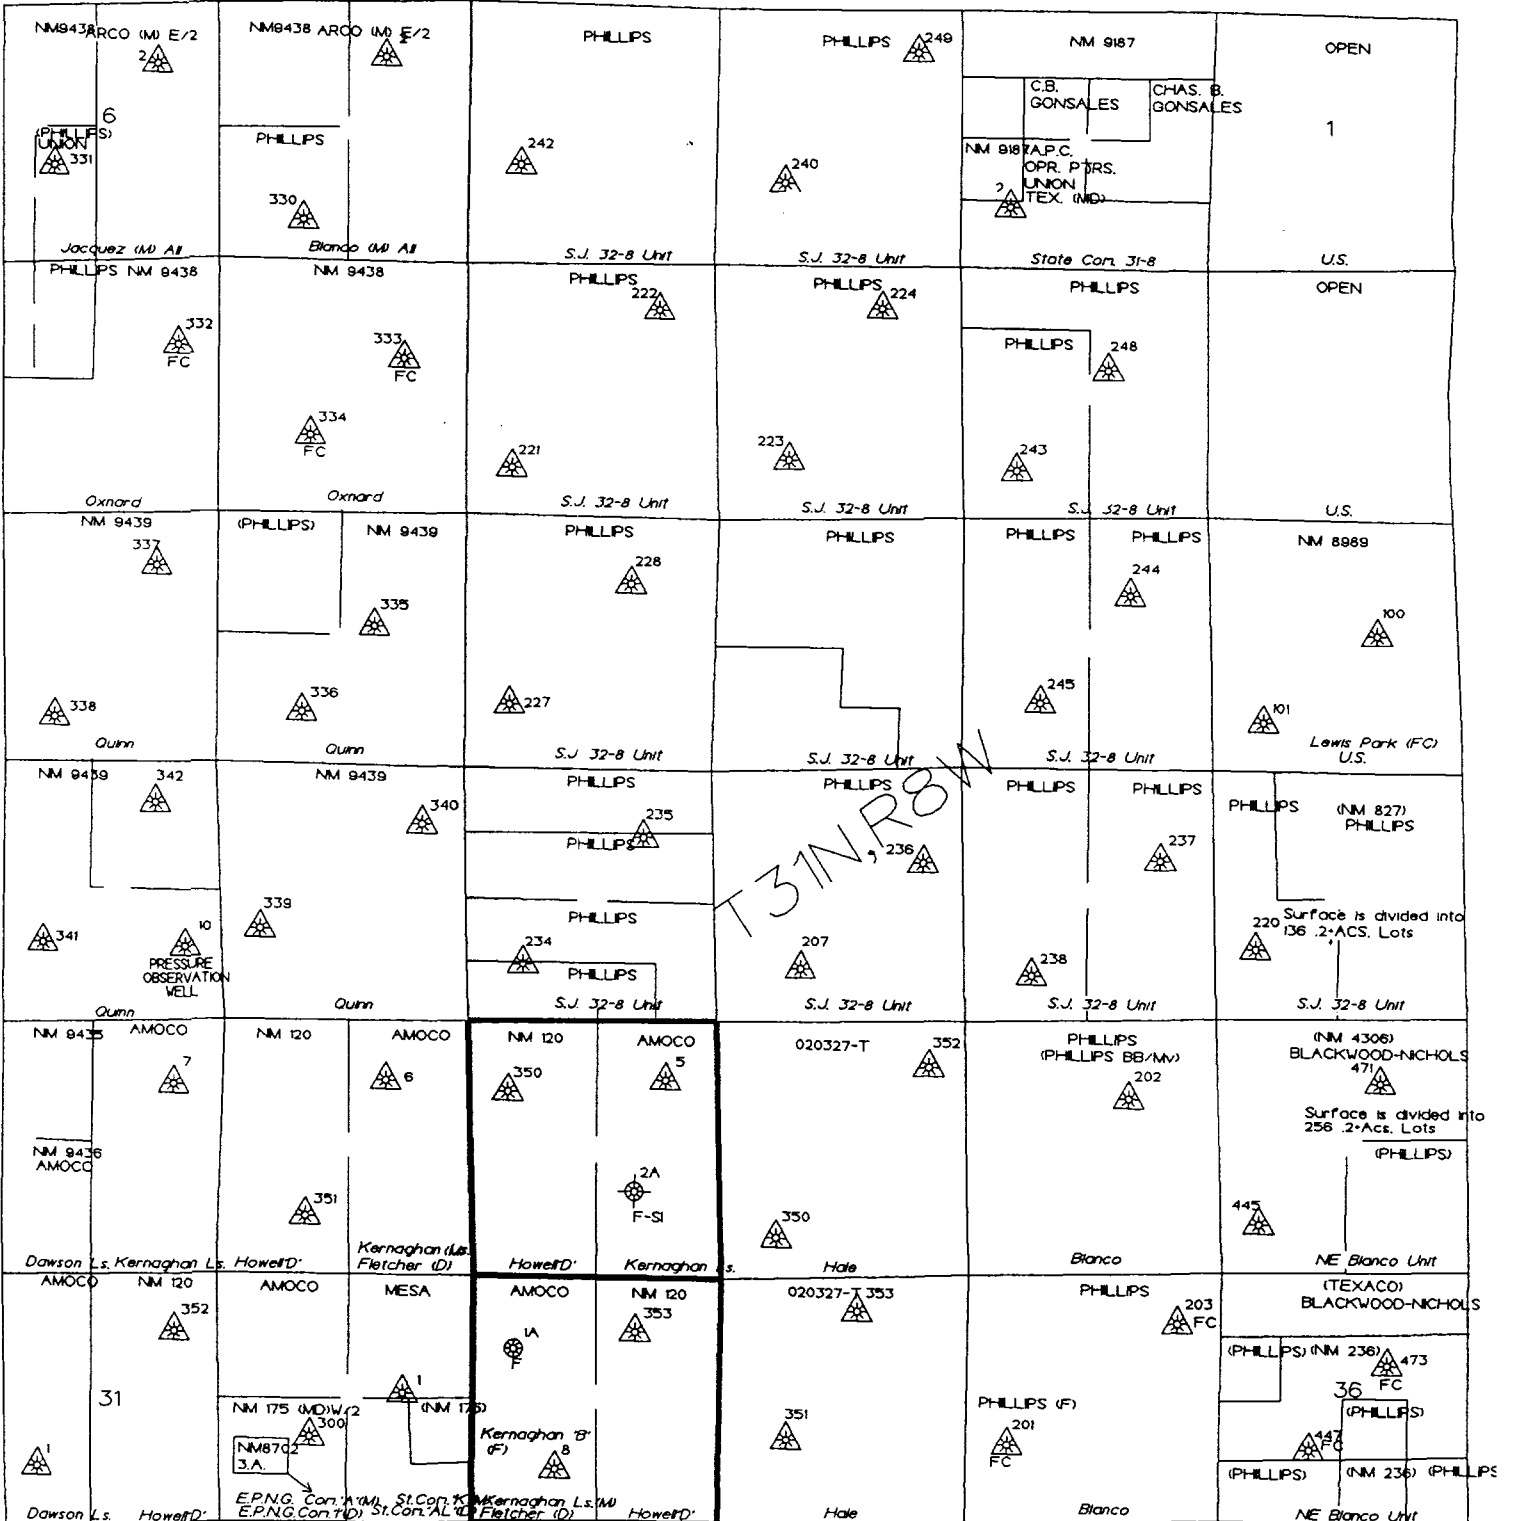 NM9438
ARCO (M) E/2
2
6
(PHILLIPS)
UNION
331
Jacquez (M) All
NM9438 ARCO (M) E/2
2
PHILLIPS
330
Blanco (M) All
PHILLIPS
242
S.J. 32-8 Unit
PHILLIPS
249
240
S.J. 32-8 Unit
NM 9187
C.B.
GONSALES
CHAS. B.
GONSALES
NM 9187
A.P.C.
OPR. PTRS.
UNION
TEX. (MD)
2
State Com. 31-8
OPEN
1
U.S.
PHILLIPS NM 9438
332
FC
Oxnard
NM 9438
333
FC
334
FC
Oxnard
PHILLIPS
222
221
S.J. 32-8 Unit
PHILLIPS
224
223
S.J. 32-8 Unit
PHILLIPS
PHILLIPS
248
243
S.J. 32-8 Unit
OPEN
U.S.
NM 9439
337
338
Quinn
(PHILLIPS)
NM 9439
335
336
Quinn
PHILLIPS
228
227
S.J. 32-8 Unit
PHILLIPS
S.J. 32-8 Unit
PHILLIPS
PHILLIPS
244
245
S.J. 32-8 Unit
NM 8989
100
101
Lewis Park (FC)
U.S.
T31N,R8W
NM 9439
342
341
10
PRESSURE
OBSERVATION
WELL
Quinn
NM 9439
340
339
Quinn
PHILLIPS
235
PHILLIPS
PHILLIPS
234
PHILLIPS
S.J. 32-8 Unit
PHILLIPS
236
207
S.J. 32-8 Unit
PHILLIPS
PHILLIPS
237
238
S.J. 32-8 Unit
PHILLIPS
(NM 827)
PHILLIPS
220
Surface is divided into
136 .2+ACS. Lots
S.J. 32-8 Unit
NM 9435
AMOCO
7
NM 9436
AMOCO
Dawson Ls.
Kernaghan Ls.
NM 120
AMOCO
6
351
Howell'D'
Kernaghan (M)Ls.
Fletcher (D)
NM 120
AMOCO
350
5
2A
F-SI
Howell'D'
Kernaghan Ls.
020327-T
352
350
Hale
PHILLIPS
(PHILLIPS BB/Mv)
202
Blanco
(NM 4306)
BLACKWOOD-NICHOLS
471
Surface is divided into
256 .2+Acs. Lots
(PHILLIPS)
445
NE Blanco Unit
AMOCO
NM 120
352
31
1
Dawson Ls.
Howell'D'
AMOCO
MESA
1
NM 175 (MD)W/2
(NM 175)
300
NM8702
3.A.
E.P.N.G. Com.'A'(M)
E.P.N.G.Com.'I'(D)
AMOCO
NM 120
1A
F
353
Kernaghan 'B'
(F)
8
Kernaghan Ls.(M)
Fletcher (D)
Howell'D'
020327-T
353
351
Hale
PHILLIPS
203
FC
PHILLIPS (F)
201
FC
Blanco
(TEXACO)
BLACKWOOD-NICHOLS
(PHILLIPS)
(NM 236)
473
FC
36
(PHILLIPS)
447
FC
(PHILLIPS)
(NM 236)
(PHILLIPS
NE Blanco Unit